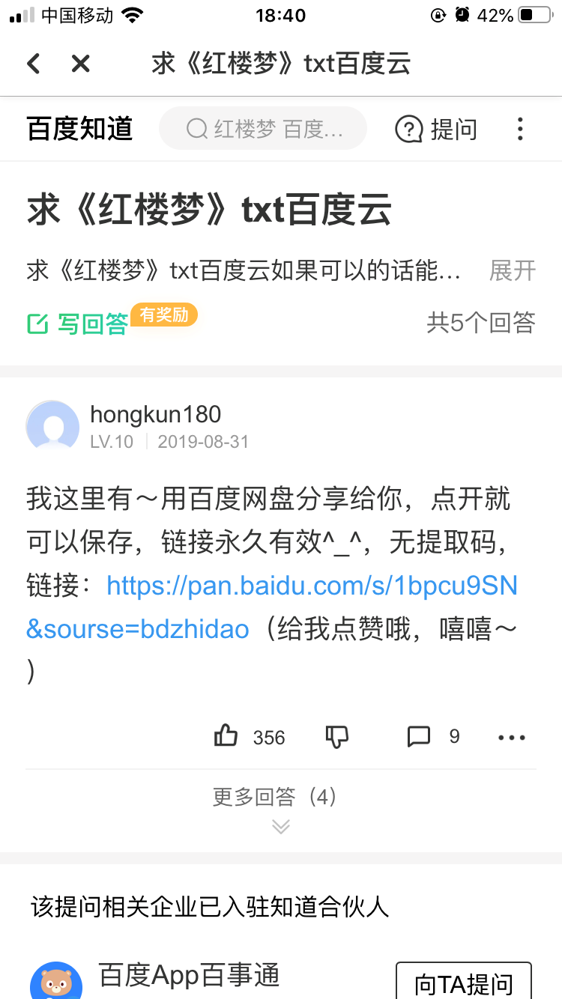 中国移动
18:40
42%
求《红楼梦》txt百度云
百度知道
红楼梦 百度...
提问
求《红楼梦》txt百度云
求《红楼梦》txt百度云如果可以的话能...
展开
写回答
有奖励
共5个回答
hongkun180
LV.10
2019-08-31
我这里有～用百度网盘分享给你，点开就
可以保存，链接永久有效^_^，无提取码，
链接：https://pan.baidu.com/s/1bpcu9SN
&sourse=bdzhidao（给我点赞哦，嘻嘻～
）
356
9
更多回答（4）
该提问相关企业已入驻知道合伙人
百度App百事通
向TA提问